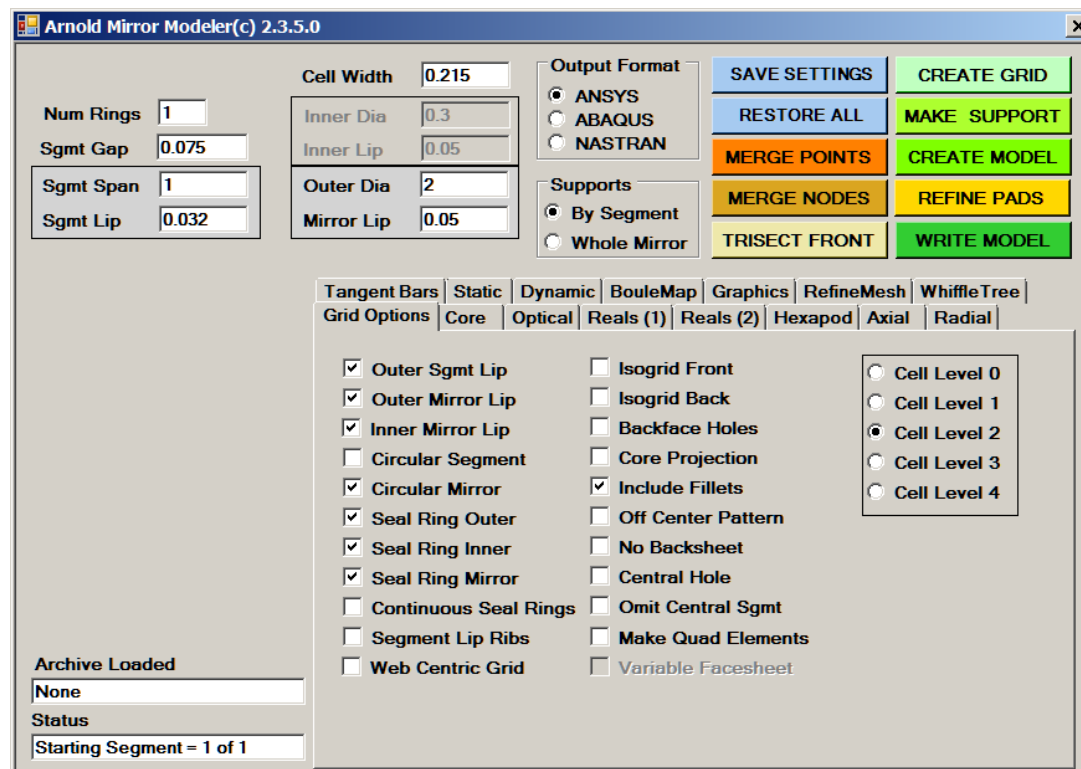 Arnold Mirror Modeler(c) 2.3.5.0
Cell Width 0.215
Num Rings 1
Sgmt Gap 0.075
Sgmt Span 1
Sgmt Lip 0.032
Inner Dia 0.3
Inner Lip 0.05
Outer Dia 2
Mirror Lip 0.05
Output Format
ANSYS
ABAQUS
NASTRAN
Supports
By Segment
Whole Mirror
SAVE SETTINGS CREATE GRID
RESTORE ALL MAKE SUPPORT
MERGE POINTS CREATE MODEL
MERGE NODES REFINE PADS
TRISECT FRONT WRITE MODEL
Tangent Bars Static Dynamic BouleMap Graphics RefineMesh WhiffleTree
Grid Options Core Optical Reals (1) Reals (2) Hexapod Axial Radial
Outer Sgmt Lip
Outer Mirror Lip
Inner Mirror Lip
Circular Segment
Circular Mirror
Seal Ring Outer
Seal Ring Inner
Seal Ring Mirror
Continuous Seal Rings
Segment Lip Ribs
Web Centric Grid
Isogrid Front
Isogrid Back
Backface Holes
Core Projection
Include Fillets
Off Center Pattern
No Backsheet
Central Hole
Omit Central Sgmt
Make Quad Elements
Variable Facesheet
Cell Level 0
Cell Level 1
Cell Level 2
Cell Level 3
Cell Level 4
Archive Loaded
None
Status
Starting Segment = 1 of 1